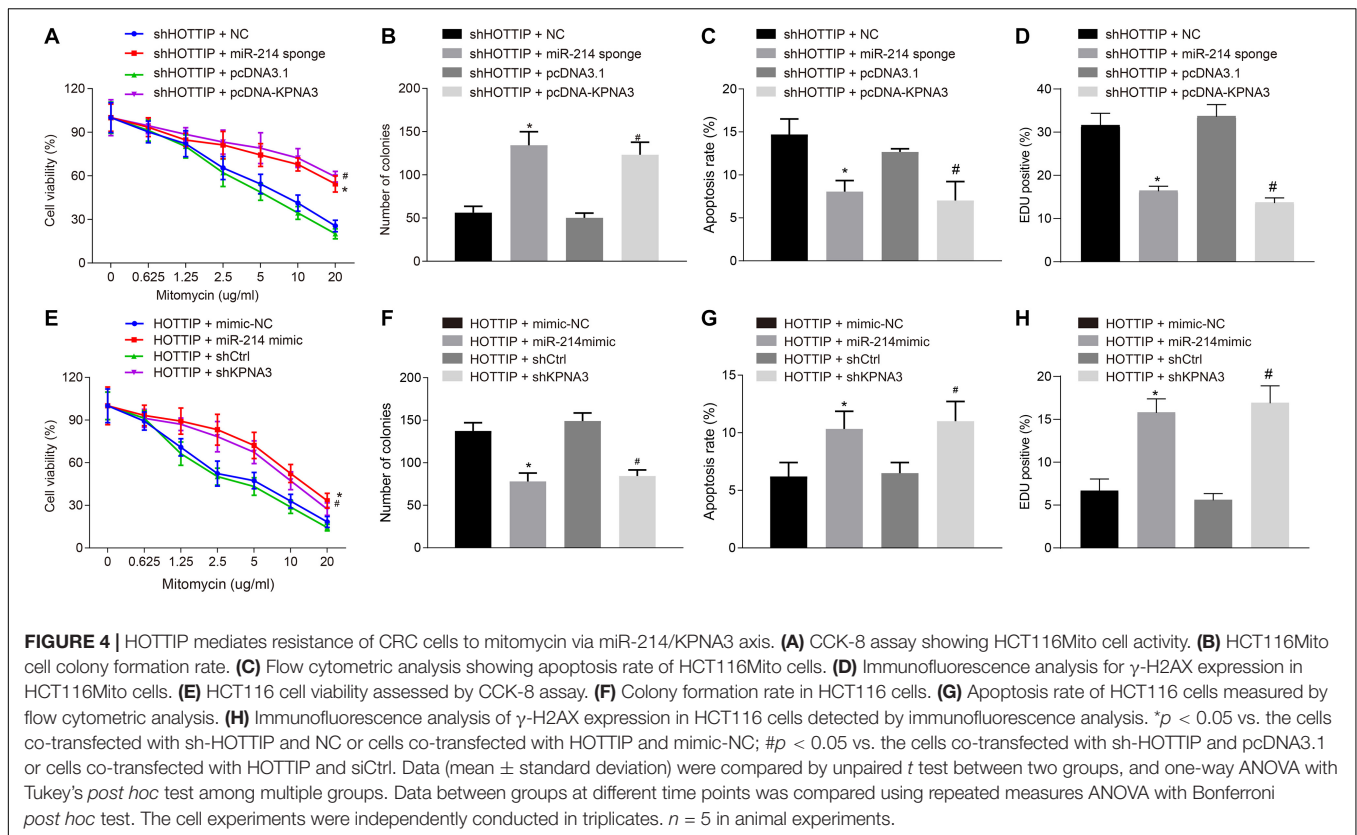 A
shHOTTIP + NC
shHOTTIP + miR-214 sponge
shHOTTIP + pcDNA3.1
shHOTTIP + pcDNA-KPNA3
Cell viability (%)
120
90
60
30
0
#
*
0 0.625 1.25 2.5 5 10 20
Mitomycin (ug/ml)
B
shHOTTIP + NC
shHOTTIP + miR-214 sponge
shHOTTIP + pcDNA3.1
shHOTTIP + pcDNA-KPNA3
Number of colonies
200
150
100
50
0
*
#
C
shHOTTIP + NC
shHOTTIP + miR-214 sponge
shHOTTIP + pcDNA3.1
shHOTTIP + pcDNA-KPNA3
Apoptosis rate (%)
20
15
10
5
0
*
#
D
shHOTTIP + NC
shHOTTIP + miR-214 sponge
shHOTTIP + pcDNA3.1
shHOTTIP + pcDNA-KPNA3
EDU positive (%)
40
30
20
10
0
*
#
E
HOTTIP + mimic-NC
HOTTIP + miR-214 mimic
HOTTIP + shCtrl
HOTTIP + shKPNA3
Cell viability (%)
120
90
60
30
0
*
#
0 0.625 1.25 2.5 5 10 20
Mitomycin (ug/ml)
F
HOTTIP + mimic-NC
HOTTIP + miR-214mimic
HOTTIP + shCtrl
HOTTIP + shKPNA3
Number of colonies
200
150
100
50
0
*
#
G
HOTTIP + mimic-NC
HOTTIP + miR-214mimic
HOTTIP + shCtrl
HOTTIP + shKPNA3
Apoptosis rate (%)
15
10
5
0
*
#
H
HOTTIP + mimic-NC
HOTTIP + miR-214mimic
HOTTIP + shCtrl
HOTTIP + shKPNA3
EDU positive (%)
20
15
10
5
0
*
#
FIGURE 4 | HOTTIP mediates resistance of CRC cells to mitomycin via miR-214/KPNA3 axis. (A) CCK-8 assay showing HCT116Mito cell activity. (B) HCT116Mito
cell colony formation rate. (C) Flow cytometric analysis showing apoptosis rate of HCT116Mito cells. (D) Immunofluorescence analysis for γ-H2AX expression in
HCT116Mito cells. (E) HCT116 cell viability assessed by CCK-8 assay. (F) Colony formation rate in HCT116 cells. (G) Apoptosis rate of HCT116 cells measured by
flow cytometric analysis. (H) Immunofluorescence analysis of γ-H2AX expression in HCT116 cells detected by immunofluorescence analysis. *p < 0.05 vs. the cells
co-transfected with sh-HOTTIP and NC or cells co-transfected with HOTTIP and mimic-NC; #p < 0.05 vs. the cells co-transfected with sh-HOTTIP and pcDNA3.1
or cells co-transfected with HOTTIP and siCtrl. Data (mean ± standard deviation) were compared by unpaired t test between two groups, and one-way ANOVA with
Tukey's post hoc test among multiple groups. Data between groups at different time points was compared using repeated measures ANOVA with Bonferroni
post hoc test. The cell experiments were independently conducted in triplicates. n = 5 in animal experiments.